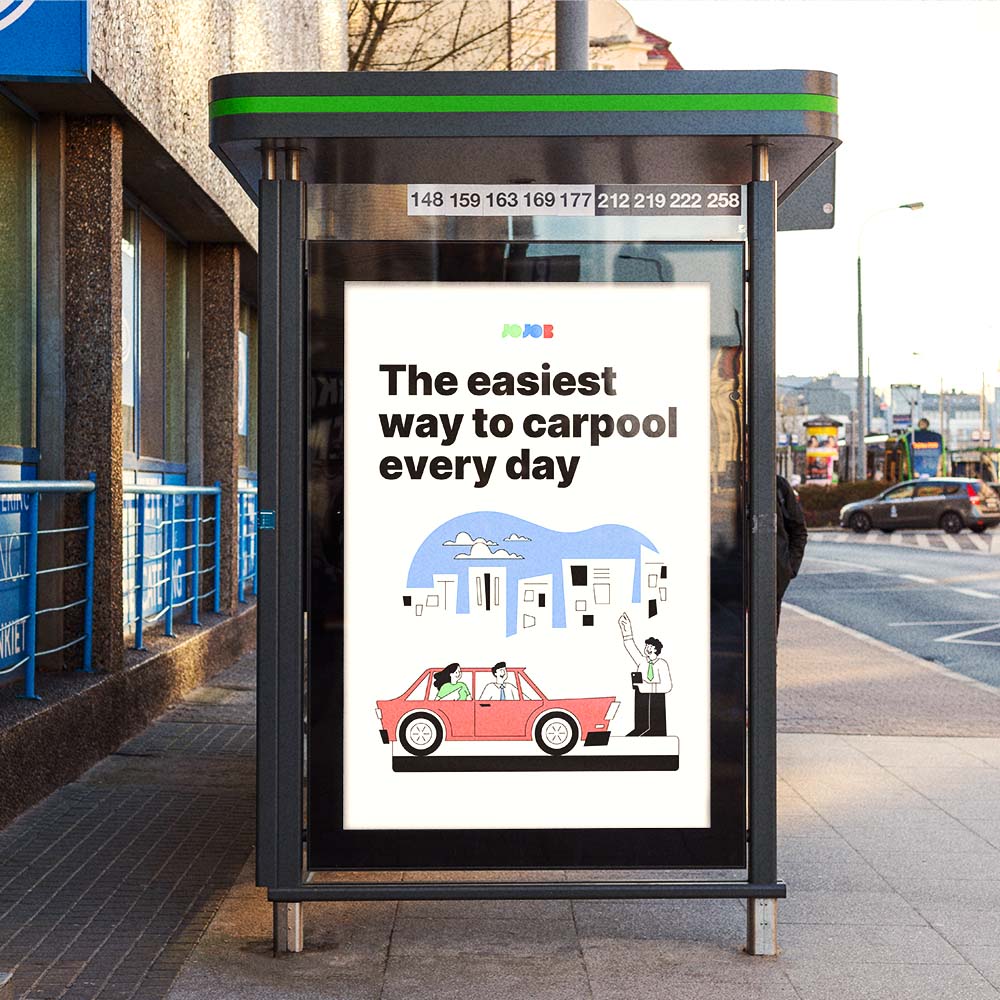 148 159 163 169 177 212 219 222 258
JOJOB
The easiest
way to carpool
every day